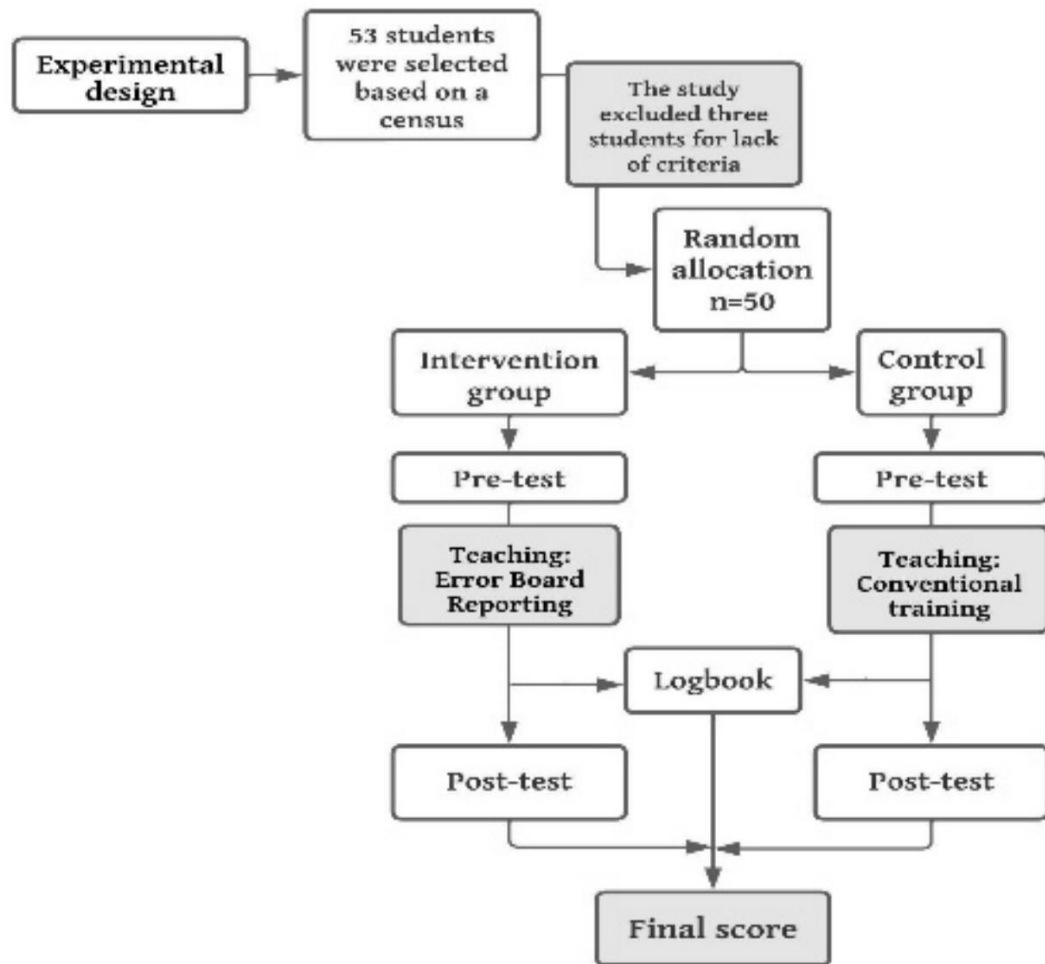 Experimental
design
53 students
were selected
based on a
census
The study
excluded three
students for lack
of criteria
Random
allocation
n=50
Intervention
group
Control
group
Pre-test
Pre-test
Teaching:
Error Board
Reporting
Teaching:
Conventional
training
Logbook
Post-test
Post-test
Final score